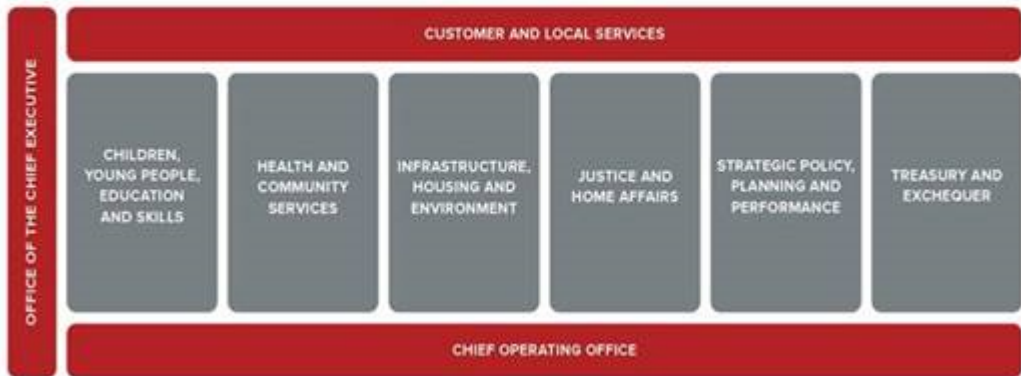 OFFICE OF THE CHIEF EXECUTIVE
CUSTOMER AND LOCAL SERVICES
CHILDREN,
YOUNG PEOPLE,
EDUCATION
AND SKILLS
HEALTH AND
COMMUNITY
SERVICES
INFRASTRUCTURE,
HOUSING AND
ENVIRONMENT
JUSTICE AND
HOME AFFAIRS
STRATEGIC POLICY,
PLANNING AND
PERFORMANCE
TREASURY AND
EXCHEQUER
CHIEF OPERATING OFFICE